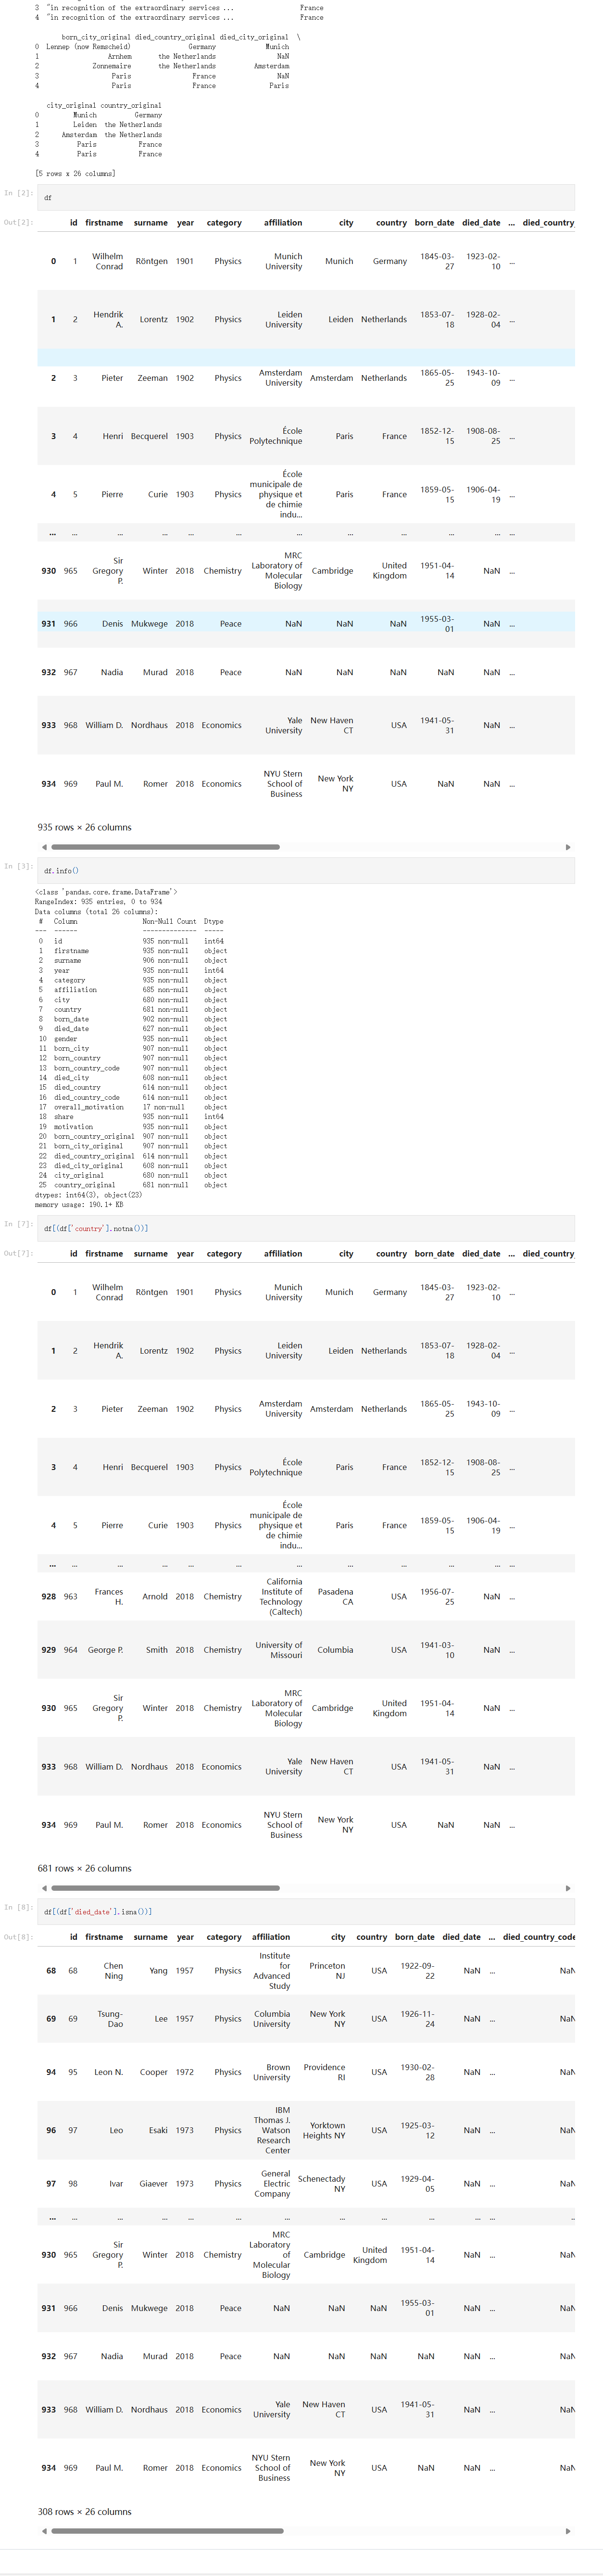 3  "in recognition of the extraordinary services ...                  France
4  "in recognition of the extraordinary services ...                  France
born_city_original died_country_original died_city_original  \
0  Lennep (now Remscheid)               Germany             Munich
1                  Arnhem       the Netherlands                NaN
2              Zonnemaire       the Netherlands          Amsterdam
3                   Paris                France                NaN
4                   Paris                France              Paris
city_original country_original
0         Munich          Germany
1         Leiden  the Netherlands
2      Amsterdam  the Netherlands
3          Paris           France
4          Paris           France
[5 rows x 26 columns]
In [2]: df
Out[2]: id firstname surname year category affiliation city country born_date died_date ... died_country_
0 1 Wilhelm Conrad Röntgen 1901 Physics Munich University Munich Germany 1845-03-27 1923-02-10 ...
1 2 Hendrik A. Lorentz 1902 Physics Leiden University Leiden Netherlands 1853-07-18 1928-02-04 ...
2 3 Pieter Zeeman 1902 Physics Amsterdam University Amsterdam Netherlands 1865-05-25 1943-10-09 ...
3 4 Henri Becquerel 1903 Physics École Polytechnique Paris France 1852-12-15 1908-08-25 ...
4 5 Pierre Curie 1903 Physics École municipale de physique et de chimie indu... Paris France 1859-05-15 1906-04-19 ...
... ... ... ... ... ... ... ... ... ... ... ...
930 965 Sir Gregory P. Winter 2018 Chemistry MRC Laboratory of Molecular Biology Cambridge United Kingdom 1951-04-14 NaN ...
931 966 Denis Mukwege 2018 Peace NaN NaN NaN 1955-03-01 NaN ...
932 967 Nadia Murad 2018 Peace NaN NaN NaN NaN NaN ...
933 968 William D. Nordhaus 2018 Economics Yale University New Haven CT USA 1941-05-31 NaN ...
934 969 Paul M. Romer 2018 Economics NYU Stern School of Business New York NY USA NaN NaN ...
935 rows × 26 columns
In [3]: df.info()
<class 'pandas.core.frame.DataFrame'>
RangeIndex: 935 entries, 0 to 934
Data columns (total 26 columns):
#   Column                 Non-Null Count  Dtype
---  ------                 --------------  -----
0   id                     935 non-null    int64
1   firstname              935 non-null    object
2   surname                906 non-null    object
3   year                   935 non-null    int64
4   category               935 non-null    object
5   affiliation            685 non-null    object
6   city                   680 non-null    object
7   country                681 non-null    object
8   born_date              902 non-null    object
9   died_date              627 non-null    object
10  gender                 935 non-null    object
11  born_city              907 non-null    object
12  born_country           907 non-null    object
13  born_country_code      907 non-null    object
14  died_city              608 non-null    object
15  died_country           614 non-null    object
16  died_country_code      614 non-null    object
17  overall_motivation     17 non-null     object
18  share                  935 non-null    int64
19  motivation             935 non-null    object
20  born_country_original  907 non-null    object
21  born_city_original     907 non-null    object
22  died_country_original  614 non-null    object
23  died_city_original     608 non-null    object
24  city_original          680 non-null    object
25  country_original       681 non-null    object
dtypes: int64(3), object(23)
memory usage: 190.1+ KB
In [7]: df[(df['country'].notna())]
Out[7]: id firstname surname year category affiliation city country born_date died_date ... died_country_
0 1 Wilhelm Conrad Röntgen 1901 Physics Munich University Munich Germany 1845-03-27 1923-02-10 ...
1 2 Hendrik A. Lorentz 1902 Physics Leiden University Leiden Netherlands 1853-07-18 1928-02-04 ...
2 3 Pieter Zeeman 1902 Physics Amsterdam University Amsterdam Netherlands 1865-05-25 1943-10-09 ...
3 4 Henri Becquerel 1903 Physics École Polytechnique Paris France 1852-12-15 1908-08-25 ...
4 5 Pierre Curie 1903 Physics École municipale de physique et de chimie indu... Paris France 1859-05-15 1906-04-19 ...
... ... ... ... ... ... ... ... ... ... ... ...
928 963 Frances H. Arnold 2018 Chemistry California Institute of Technology (Caltech) Pasadena CA USA 1956-07-25 NaN ...
929 964 George P. Smith 2018 Chemistry University of Missouri Columbia USA 1941-03-10 NaN ...
930 965 Sir Gregory P. Winter 2018 Chemistry MRC Laboratory of Molecular Biology Cambridge United Kingdom 1951-04-14 NaN ...
933 968 William D. Nordhaus 2018 Economics Yale University New Haven CT USA 1941-05-31 NaN ...
934 969 Paul M. Romer 2018 Economics NYU Stern School of Business New York NY USA NaN NaN ...
681 rows × 26 columns
In [8]: df[(df['died_date'].isna())]
Out[8]: id firstname surname year category affiliation city country born_date died_date ... died_country_code
68 68 Chen Ning Yang 1957 Physics Institute for Advanced Study Princeton NJ USA 1922-09-22 NaN ... NaN
69 69 Tsung-Dao Lee 1957 Physics Columbia University New York NY USA 1926-11-24 NaN ... NaN
94 95 Leon N. Cooper 1972 Physics Brown University Providence RI USA 1930-02-28 NaN ... NaN
96 97 Leo Esaki 1973 Physics IBM Thomas J. Watson Research Center Yorktown Heights NY USA 1925-03-12 NaN ... NaN
97 98 Ivar Giaever 1973 Physics General Electric Company Schenectady NY USA 1929-04-05 NaN ... NaN
... ... ... ... ... ... ... ... ... ... ... ... ..
930 965 Sir Gregory P. Winter 2018 Chemistry MRC Laboratory of Molecular Biology Cambridge United Kingdom 1951-04-14 NaN ... NaN
931 966 Denis Mukwege 2018 Peace NaN NaN NaN 1955-03-01 NaN ... NaN
932 967 Nadia Murad 2018 Peace NaN NaN NaN NaN NaN ... NaN
933 968 William D. Nordhaus 2018 Economics Yale University New Haven CT USA 1941-05-31 NaN ... NaN
934 969 Paul M. Romer 2018 Economics NYU Stern School of Business New York NY USA NaN NaN ... NaN
308 rows × 26 columns